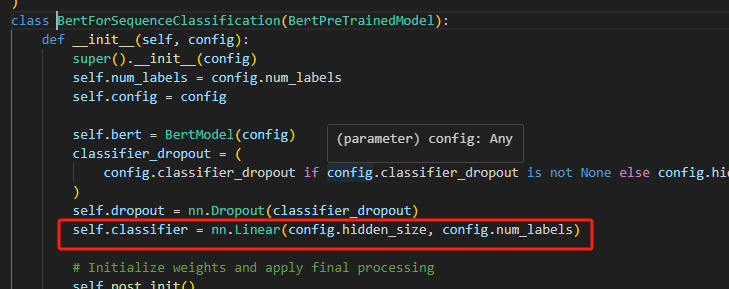 )
class BertForSequenceClassification(BertPreTrainedModel):
def __init__(self, config):
super().__init__(config)
self.num_labels = config.num_labels
self.config = config
self.bert = BertModel(config)
(parameter) config: Any
classifier_dropout = (
config.classifier_dropout if config.classifier_dropout is not None else config.hi
)
self.dropout = nn.Dropout(classifier_dropout)
self.classifier = nn.Linear(config.hidden_size, config.num_labels)
# Initialize weights and apply final processing
self.post_init()